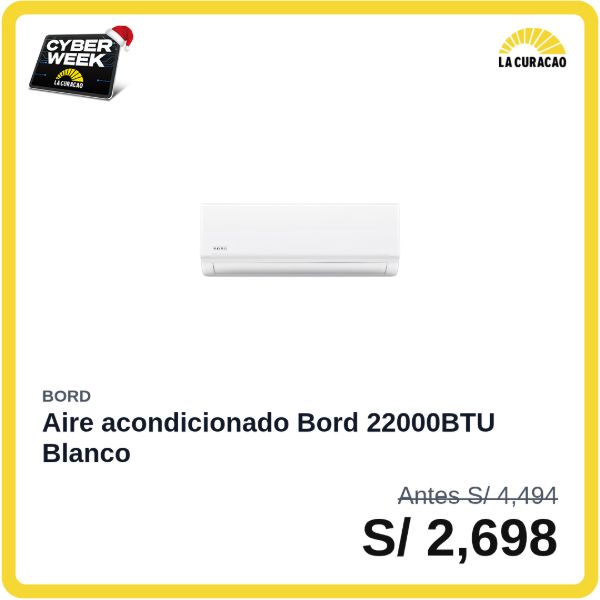 CYBER
WEEK
LA CURACAO
LA CURACAO
BORD
Aire acondicionado Bord 22000BTU
Blanco
Antes S/ 4,494
S/ 2,698